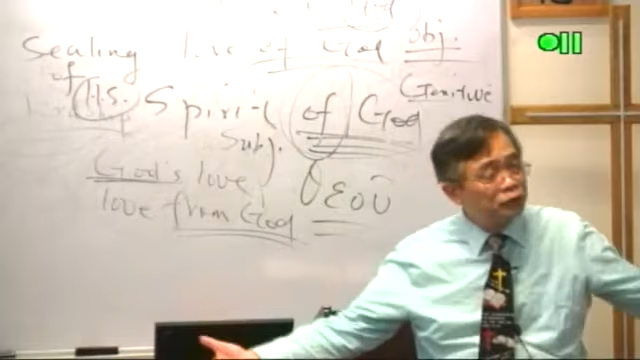 Sealing love of God obj.
of H.S. Spirit of God Genitive
Subj.
God's love
love from God
θεοῦ